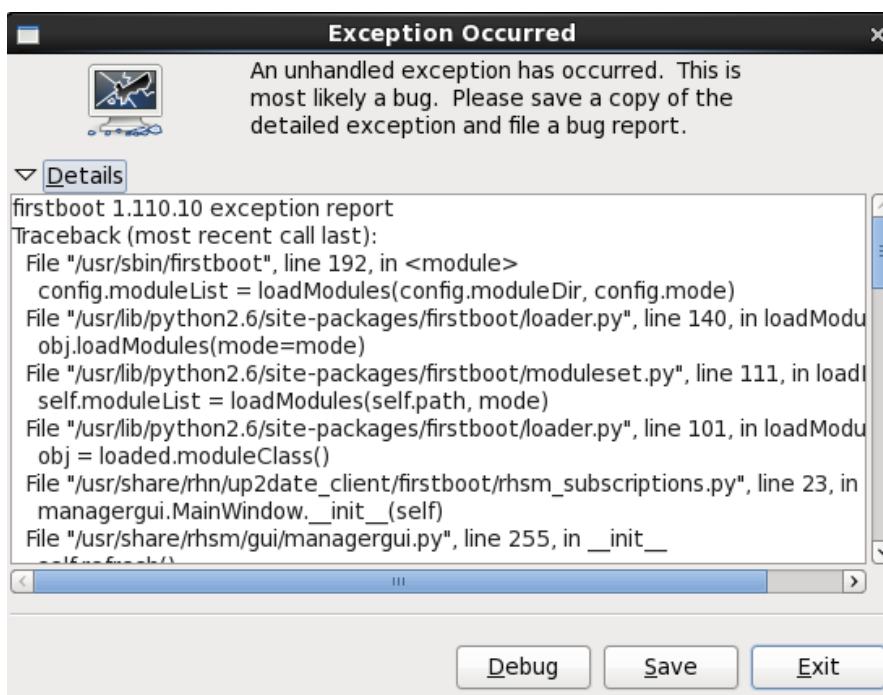 Exception Occurred
An unhandled exception has occurred. This is
most likely a bug. Please save a copy of the
detailed exception and file a bug report.
Details
firstboot 1.110.10 exception report
Traceback (most recent call last):
File "/usr/sbin/firstboot", line 192, in <module>
config.moduleList = loadModules(config.moduleDir, config.mode)
File "/usr/lib/python2.6/site-packages/firstboot/loader.py", line 140, in loadModu
obj.loadModules(mode=mode)
File "/usr/lib/python2.6/site-packages/firstboot/moduleset.py", line 111, in load
self.moduleList = loadModules(self.path, mode)
File "/usr/lib/python2.6/site-packages/firstboot/loader.py", line 101, in loadModu
obj = loaded.moduleClass()
File "/usr/share/rhn/up2date_client/firstboot/rhsm_subscriptions.py", line 23, in
managergui.MainWindow.__init__(self)
File "/usr/share/rhsm/gui/managergui.py", line 255, in __init__
Debug Save Exit